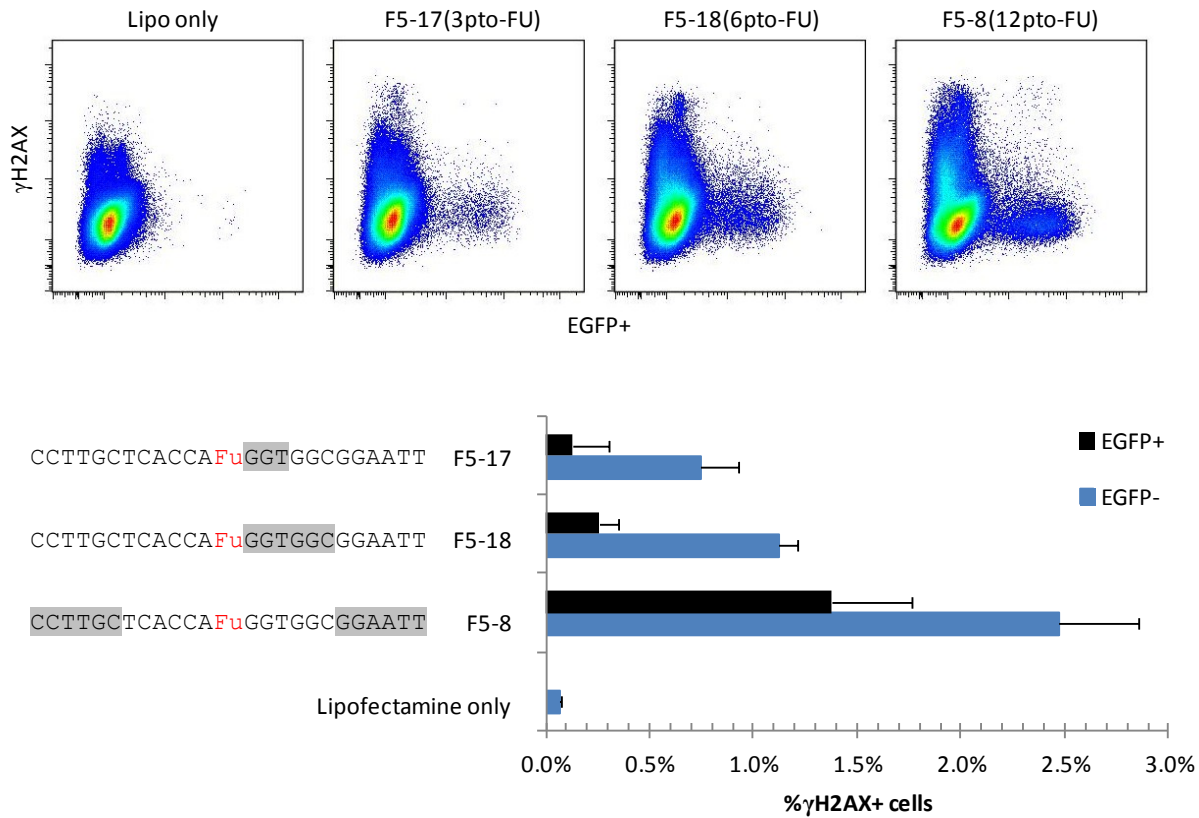 Lipo only
F5-17(3pto-FU)
F5-18(6pto-FU)
F5-8(12pto-FU)
γH2AX
EGFP+
CCTTGCTCACCAFuGGTGGCGGAATT F5-17
CCTTGCTCACCAFuGGTGGCGGAATT F5-18
CCTTGCTCACCAFuGGTGGCGGAATT F5-8
Lipofectamine only
EGFP+
EGFP-
0.0% 0.5% 1.0% 1.5% 2.0% 2.5% 3.0%
%γH2AX+ cells